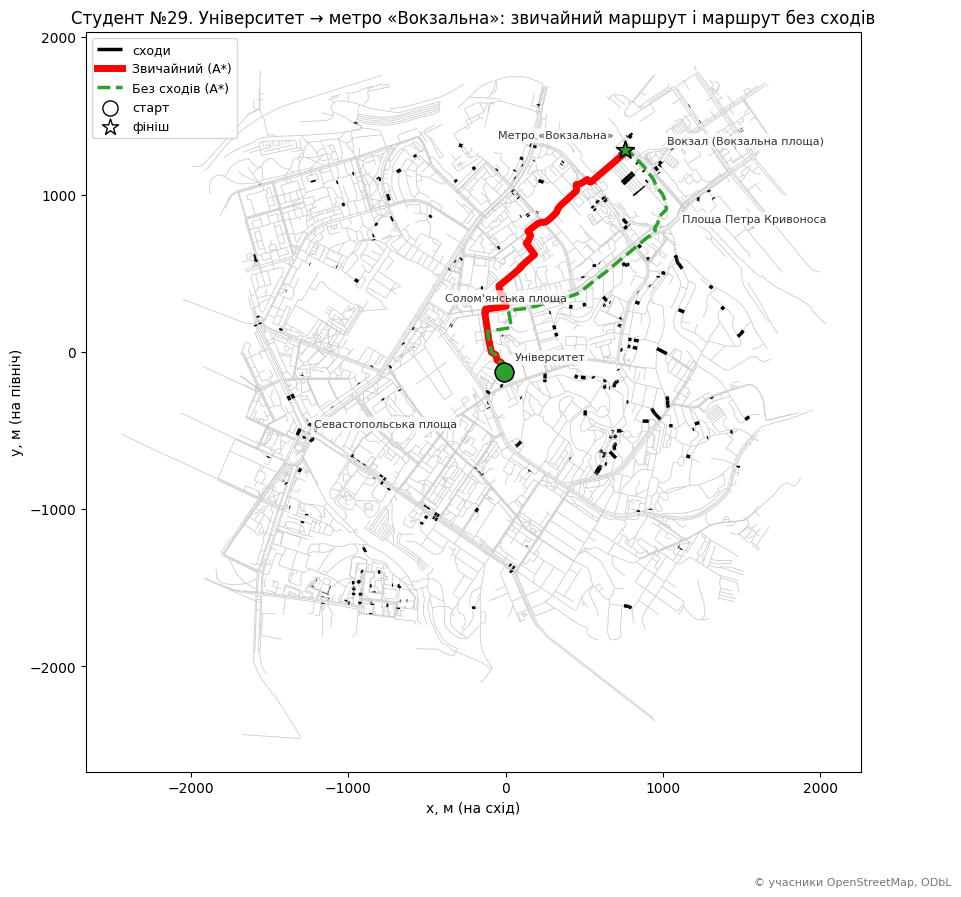 Студент №29. Університет → метро «Вокзальна»: звичайний маршрут і маршрут без сходів
сходи
Звичайний (A*)
Без сходів (A*)
старт
фініш
Метро «Вокзальна»
Вокзал (Вокзальна площа)
Площа Петра Кривоноса
Солом'янська площа
Університет
Севастопольська площа
2000
1000
0
−1000
−2000
y, м (на північ)
−2000
−1000
0
1000
2000
x, м (на схід)
© учасники OpenStreetMap, ODbL